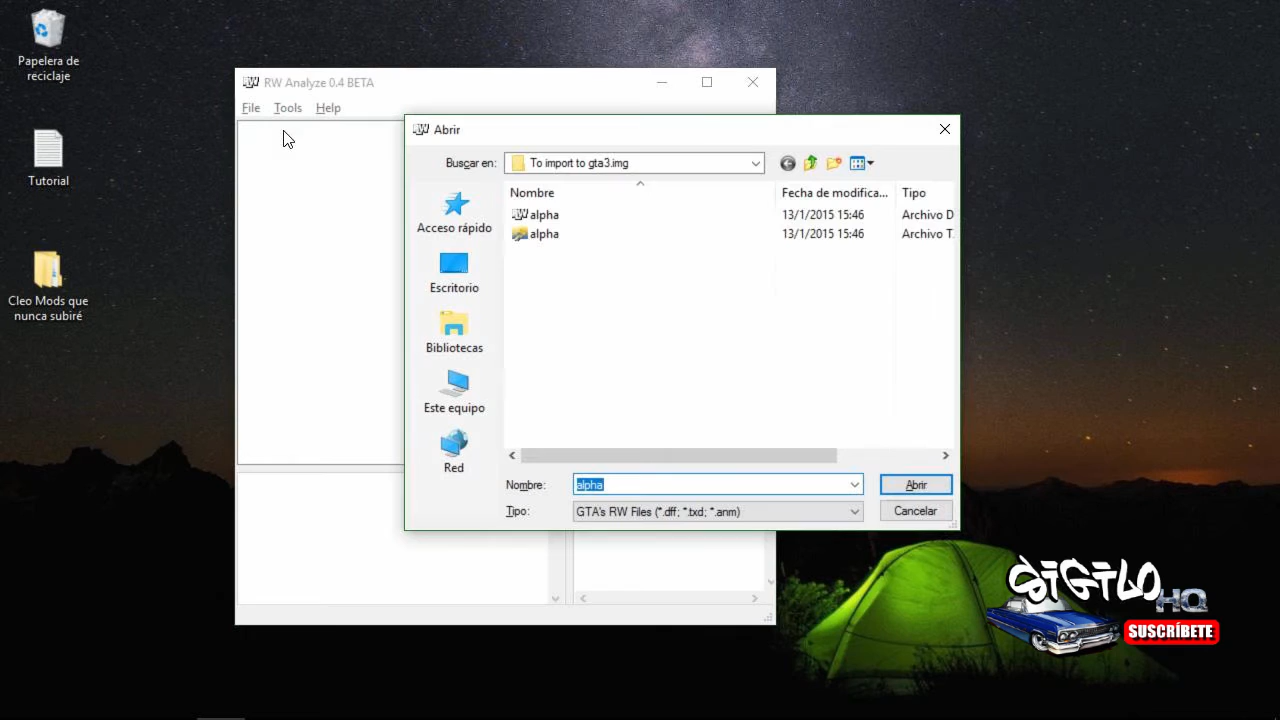 Papelera de
reciclaje
Tutorial
Cleo Mods que
nunca subiré
RW Analyze 0.4 BETA
File Tools Help
Abrir
Buscar en: To import to gta3.img
Nombre Fecha de modifica... Tipo
alpha 13/1/2015 15:46 Archivo D
alpha 13/1/2015 15:46 Archivo T
Acceso rápido
Escritorio
Bibliotecas
Este equipo
Red
Nombre: alpha Abrir
Tipo: GTA's RW Files (*.dff; *.txd; *.anm) Cancelar
SIGILO
HQ
SUSCRÍBETE